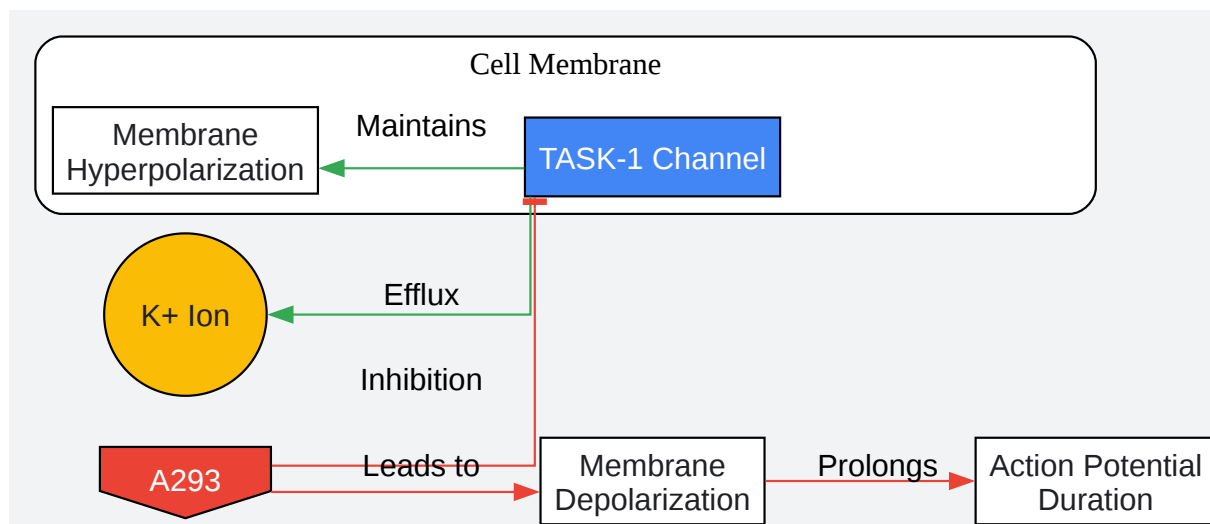 Cell Membrane
Membrane
Hyperpolarization
Maintains
TASK-1 Channel
K+ Ion
Efflux
Inhibition
A293
Leads to
Membrane
Depolarization
Prolongs
Action Potential
Duration